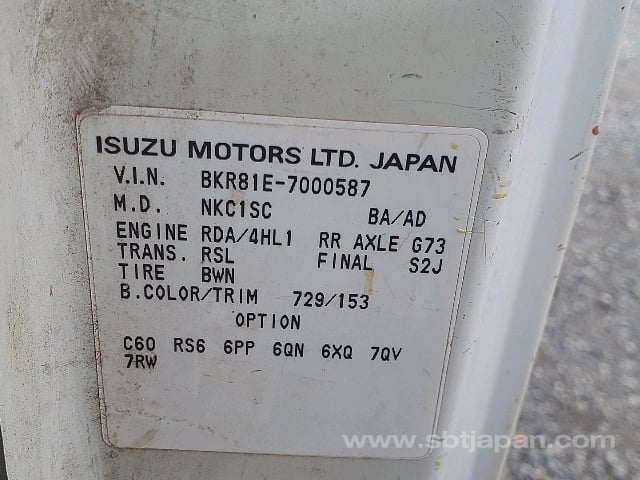 ISUZU MOTORS LTD. JAPAN
V.I.N. BKR81E-7000587
M.D. NKC1SC BA/AD
ENGINE RDA/4HL1 RR AXLE G73
TRANS. RSL FINAL S2J
TIRE BWN
B.COLOR/TRIM 729/153
OPTION
C60 RS6 6PP 6QN 6XQ 7QV
7RW
www.sbtjapan.com